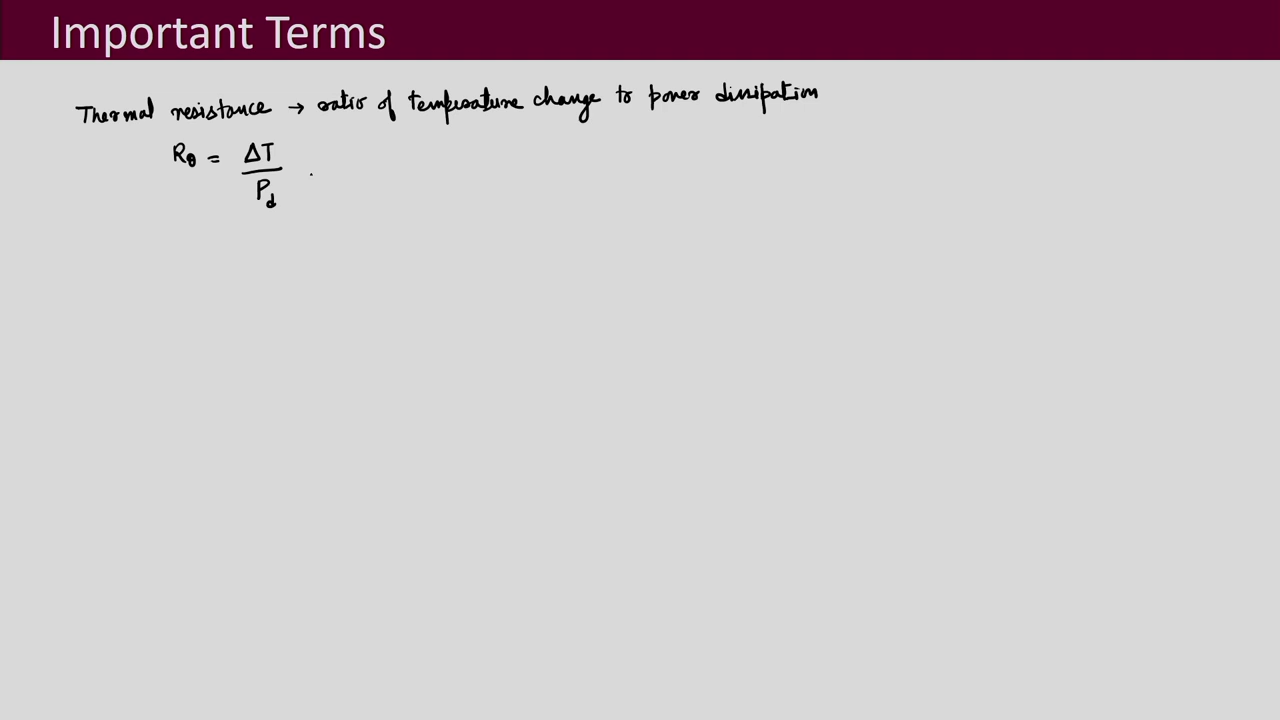 Important Terms
Thermal resistance → ratio of temperature change to power dissipation
Rθ = ΔT / Pd